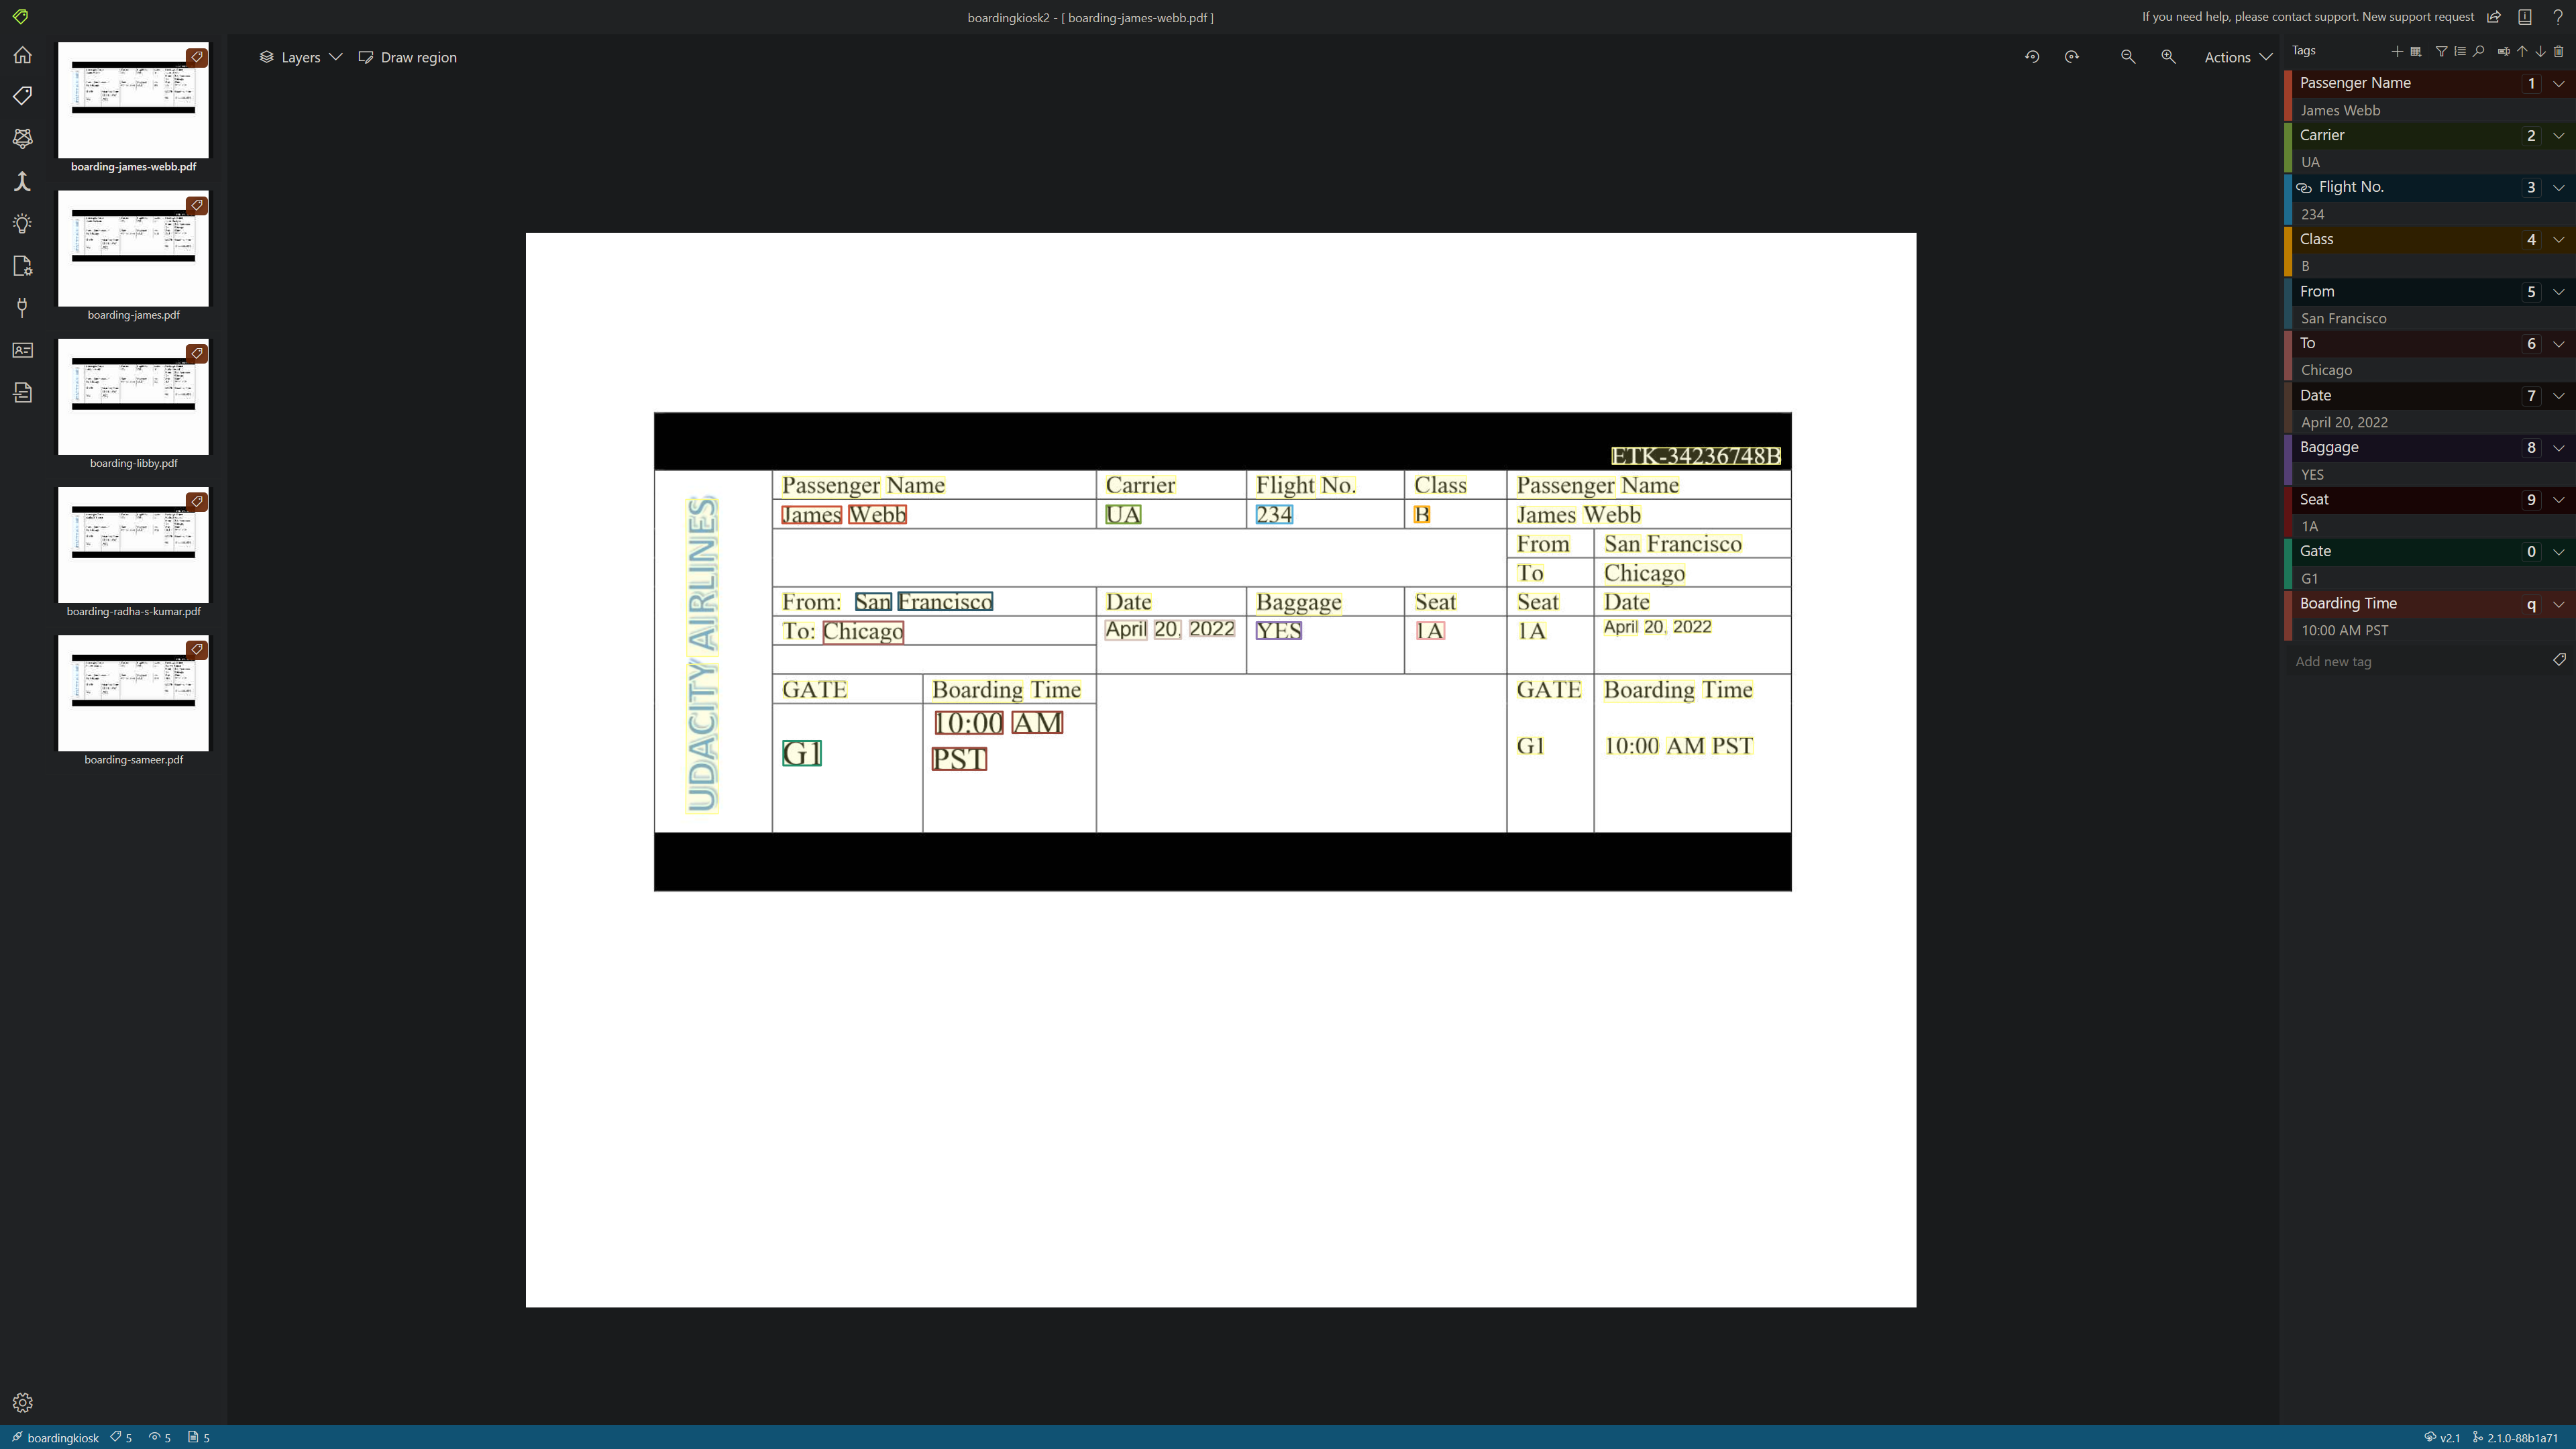 boardingkiosk2 - [ boarding-james-webb.pdf ]
If you need help, please contact support. New support request
boarding-james-webb.pdf
boarding-james.pdf
boarding-libby.pdf
boarding-radha-s-kumar.pdf
boarding-sameer.pdf
Layers
Draw region
Actions
ETK-34236748B
UDACITY AIRLINES
Passenger Name Carrier Flight No. Class Passenger Name
James Webb UA 234 B James Webb
From San Francisco
To Chicago
From: San Francisco Date Baggage Seat Seat Date
To: Chicago April 20, 2022 YES 1A 1A April 20, 2022
GATE Boarding Time GATE Boarding Time
10:00 AM
PST
G1 G1 10:00 AM PST
Tags
Passenger Name 1
James Webb
Carrier 2
UA
Flight No. 3
234
Class 4
B
From 5
San Francisco
To 6
Chicago
Date 7
April 20, 2022
Baggage 8
YES
Seat 9
1A
Gate 0
G1
Boarding Time q
10:00 AM PST
Add new tag
boardingkiosk 5 5 5
v2.1 2.1.0-88b1a71